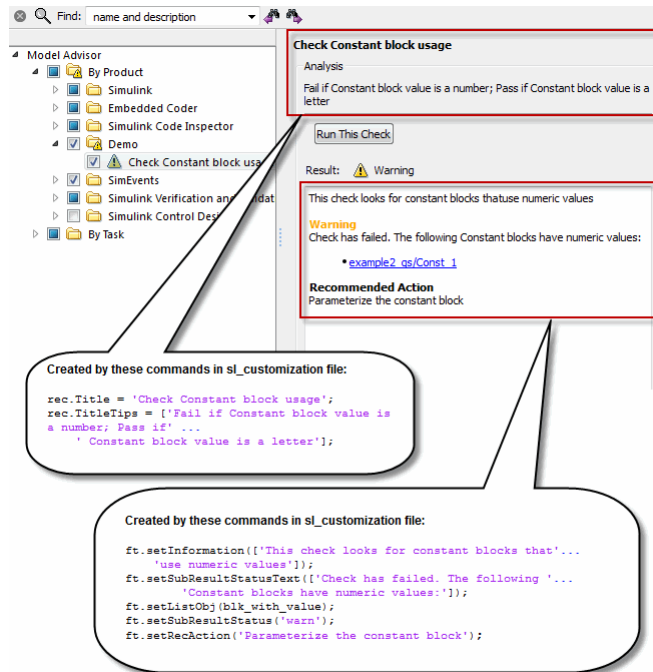 Find: name and description
Model Advisor
By Product
Simulink
Embedded Coder
Simulink Code Inspector
Demo
Check Constant block usa
SimEvents
Simulink Verification and
Simulink Control
By Task
Check Constant block usage
Analysis
Fail if Constant block value is a number; Pass if Constant block value is a
letter
Run This Check
Result: Warning
This check looks for constant blocks thatuse numeric values
Warning
Check has failed. The following Constant blocks have numeric values:
•example2_qs/Const_1
Recommended Action
Parameterize the constant block
Created by these commands in sl_customization file:
rec.Title = 'Check Constant block usage';
rec.TitleTips = ['Fail if Constant block value is
a number; Pass if' ...
' Constant block value is a letter'];
Created by these commands in sl_customization file:
ft.setInformation(['This check looks for constant blocks that'...
'use numeric values']);
ft.setSubResultStatusText(['Check has failed. The following '...
'Constant blocks have numeric values:']);
ft.setListObj(blk_with_value);
ft.setSubResultStatus('warn');
ft.setRecAction('Parameterize the constant block');